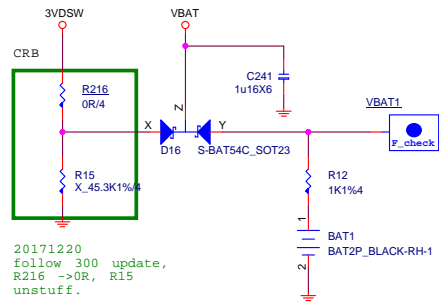 3VDSW
VBAT
CRB
R216
0R/4
C241
1u16X6
VBAT1
F_check
Z
X
Y
D16
S-BAT54C_SOT23
R15
X_45.3K1%/4
R12
1K1%4
1
BAT1
BAT2P_BLACK-RH-1
2
20171220
follow 300 update,
R216 ->0R, R15
unstuff.